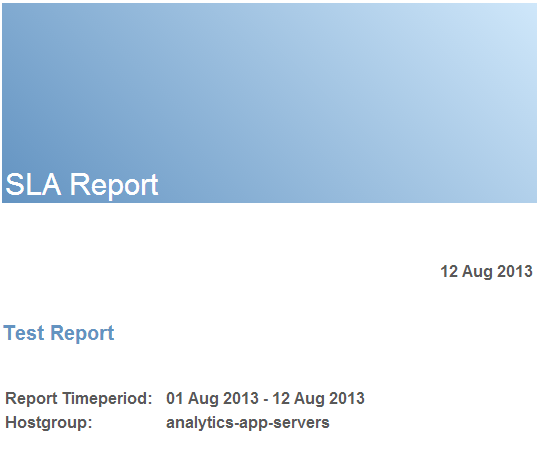 SLA Report
12 Aug 2013
Test Report
Report Timeperiod: 01 Aug 2013 - 12 Aug 2013
Hostgroup: analytics-app-servers